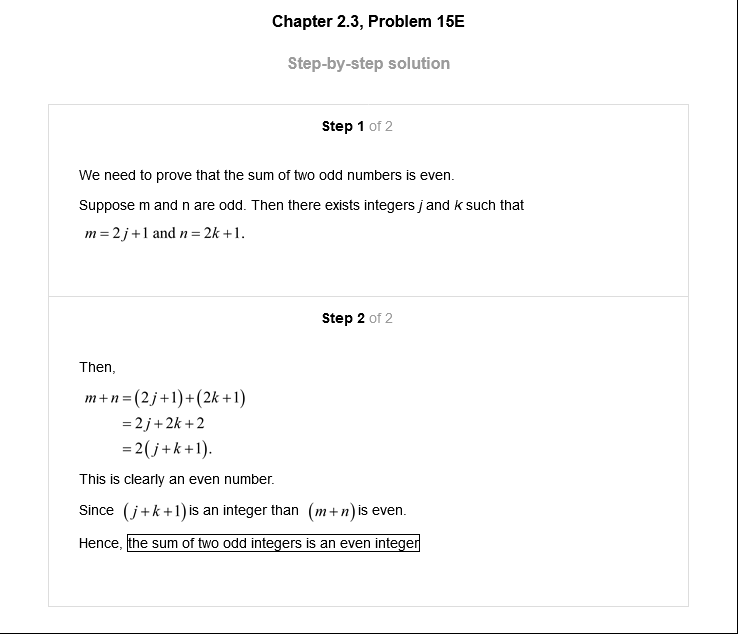 Chapter 2.3, Problem 15E
Step-by-step solution
Step 1 of 2
We need to prove that the sum of two odd numbers is even.
Suppose m and n are odd. Then there exists integers j and k such that
m = 2j+1 and n = 2k+1.
Step 2 of 2
Then,
m+n = (2j+1)+(2k+1)
= 2j+2k+2
= 2(j+k+1).
This is clearly an even number.
Since (j+k+1) is an integer than (m+n) is even.
Hence, the sum of two odd integers is an even integer